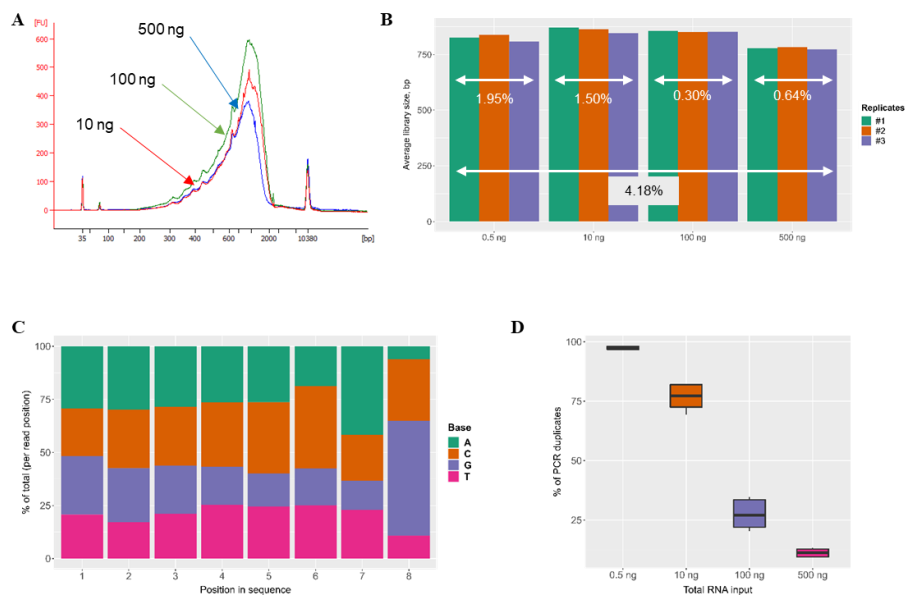 A
[FU]
600
500
400
300
200
100
0
500 ng
100 ng
10 ng
35
100
200
300
400
600
2000
10380
[bp]
B
Average library size, bp
750
500
250
0
1.95%
1.50%
0.30%
0.64%
4.18%
0.5 ng
10 ng
100 ng
500 ng
Replicates
#1
#2
#3
C
% of total (per read position)
100
75
50
25
0
1
2
3
4
5
6
7
8
Position in sequence
Base
A
C
G
T
D
% of PCR duplicates
100
75
50
25
0.5 ng
10 ng
100 ng
500 ng
Total RNA input